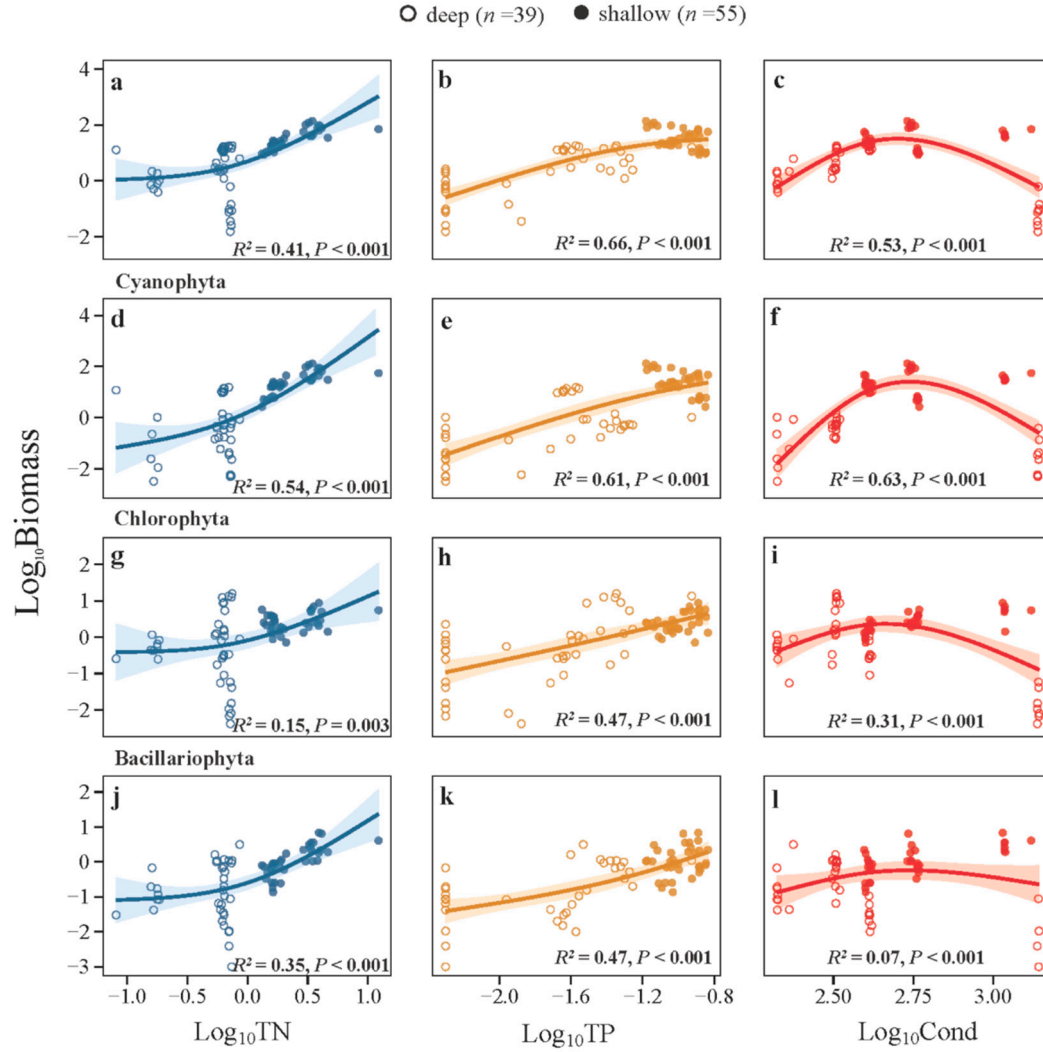 deep (n =39) shallow (n =55)
a b c
4
2
0
−2
R² = 0.41, P < 0.001 R² = 0.66, P < 0.001 R² = 0.53, P < 0.001
Cyanophyta
d e f
4
2
0
−2
R² = 0.54, P < 0.001 R² = 0.61, P < 0.001 R² = 0.63, P < 0.001
Chlorophyta
g h i
2
1
0
−1
−2
R² = 0.15, P = 0.003 R² = 0.47, P < 0.001 R² = 0.31, P < 0.001
Bacillariophyta
j k l
2
1
0
−1
−2
−3
R² = 0.35, P < 0.001 R² = 0.47, P < 0.001 R² = 0.07, P < 0.001
Log₁₀Biomass
−1.0 −0.5 0.0 0.5 1.0 −2.0 −1.6 −1.2 −0.8 2.50 2.75 3.00
Log₁₀TN Log₁₀TP Log₁₀Cond